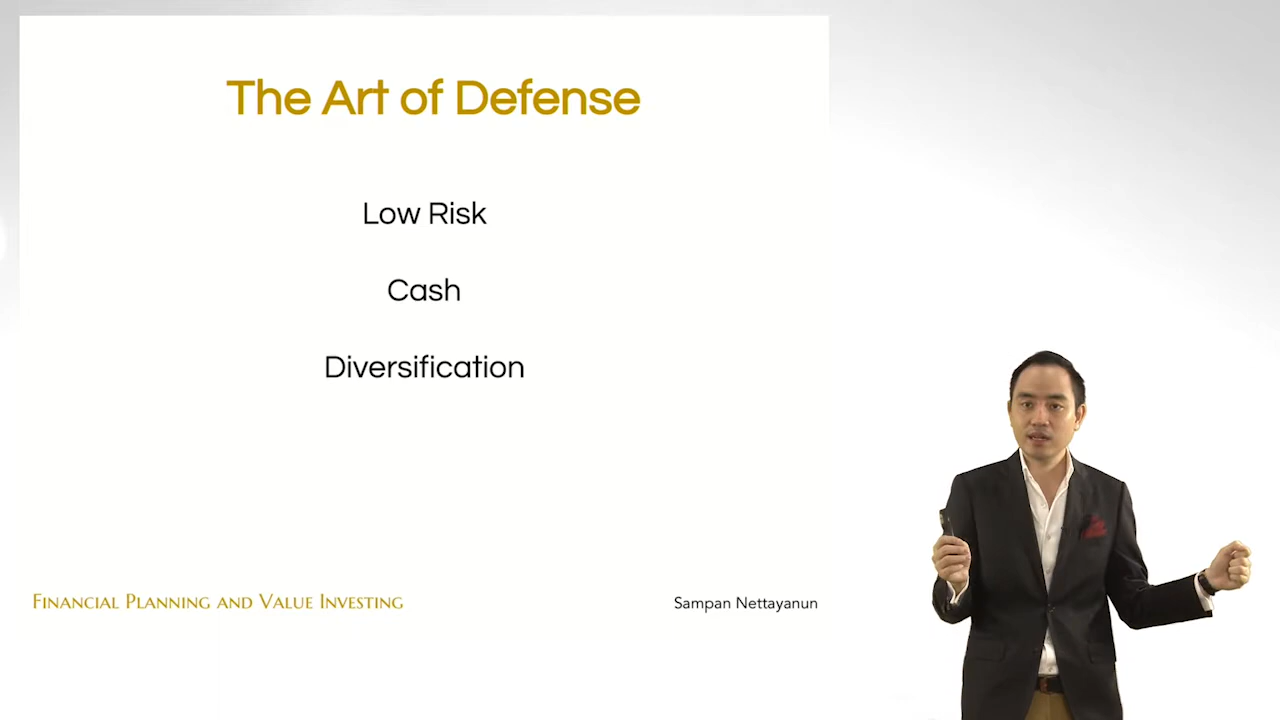 The Art of Defense
Low Risk
Cash
Diversification
Financial Planning and Value Investing
Sampan Nettayanun